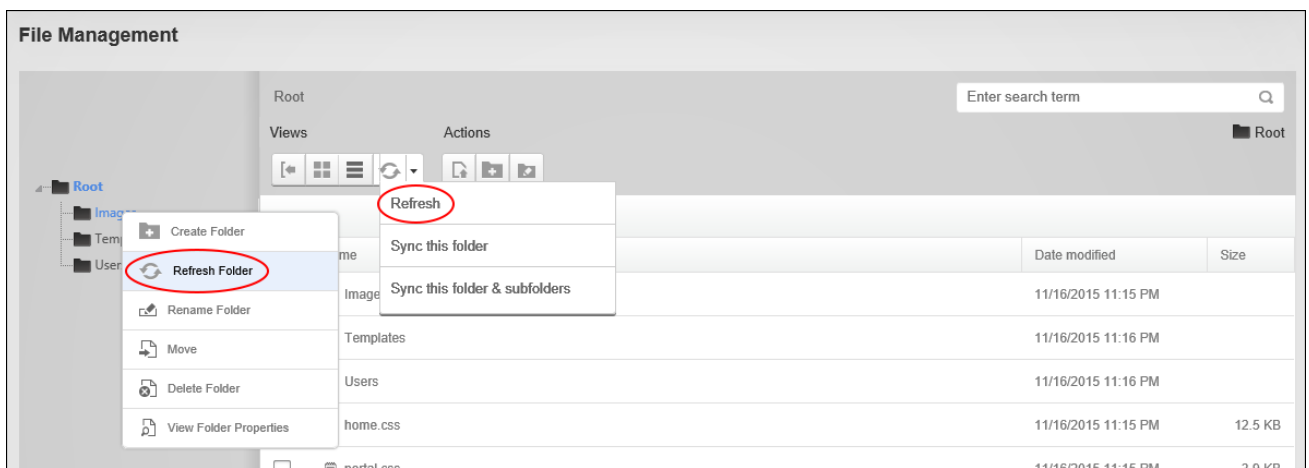 File Management
Root
Enter search term
Views
Actions
Root
Root
Images
Create Folder
Refresh Folder
Rename Folder
Move
Delete Folder
View Folder Properties
Refresh
Sync this folder
Sync this folder & subfolders
Date modified
Size
11/16/2015 11:15 PM
Templates
11/16/2015 11:16 PM
Users
11/16/2015 11:16 PM
home.css
11/16/2015 11:15 PM
12.5 KB